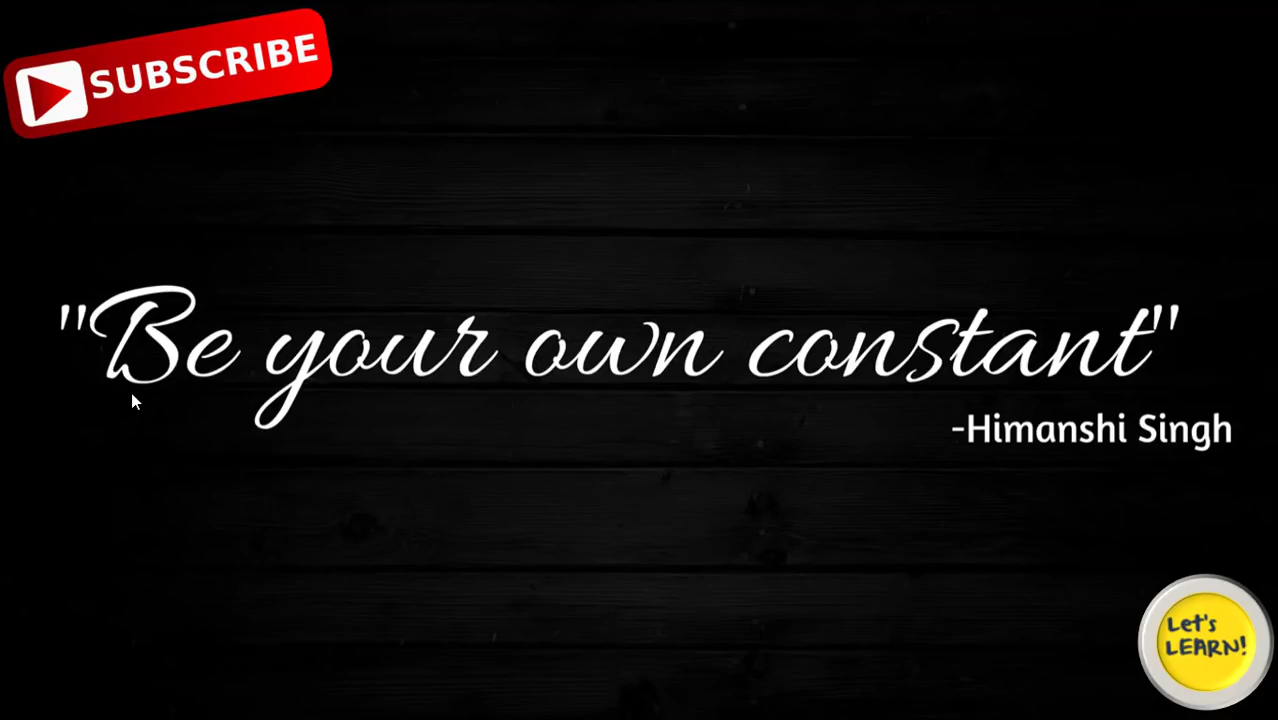 SUBSCRIBE
"Be your own constant"
-Himanshi Singh
Let's
LEARN!